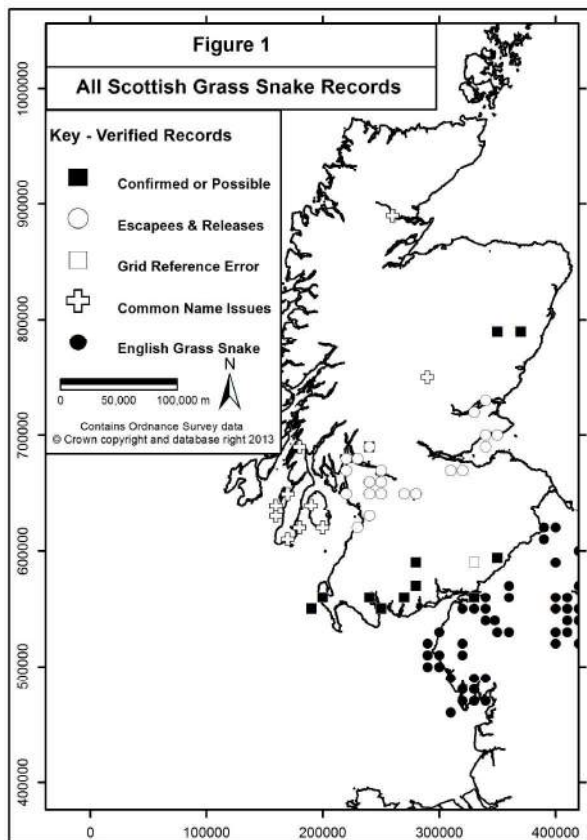 Figure 1
All Scottish Grass Snake Records
Key - Verified Records
Confirmed or Possible
Escapees & Releases
Grid Reference Error
Common Name Issues
English Grass Snake
N
0 50,000 100,000 m
Contains Ordnance Survey data
© Crown copyright and database right 2013
1000000
900000
800000
700000
600000
500000
400000
0 100000 200000 300000 400000